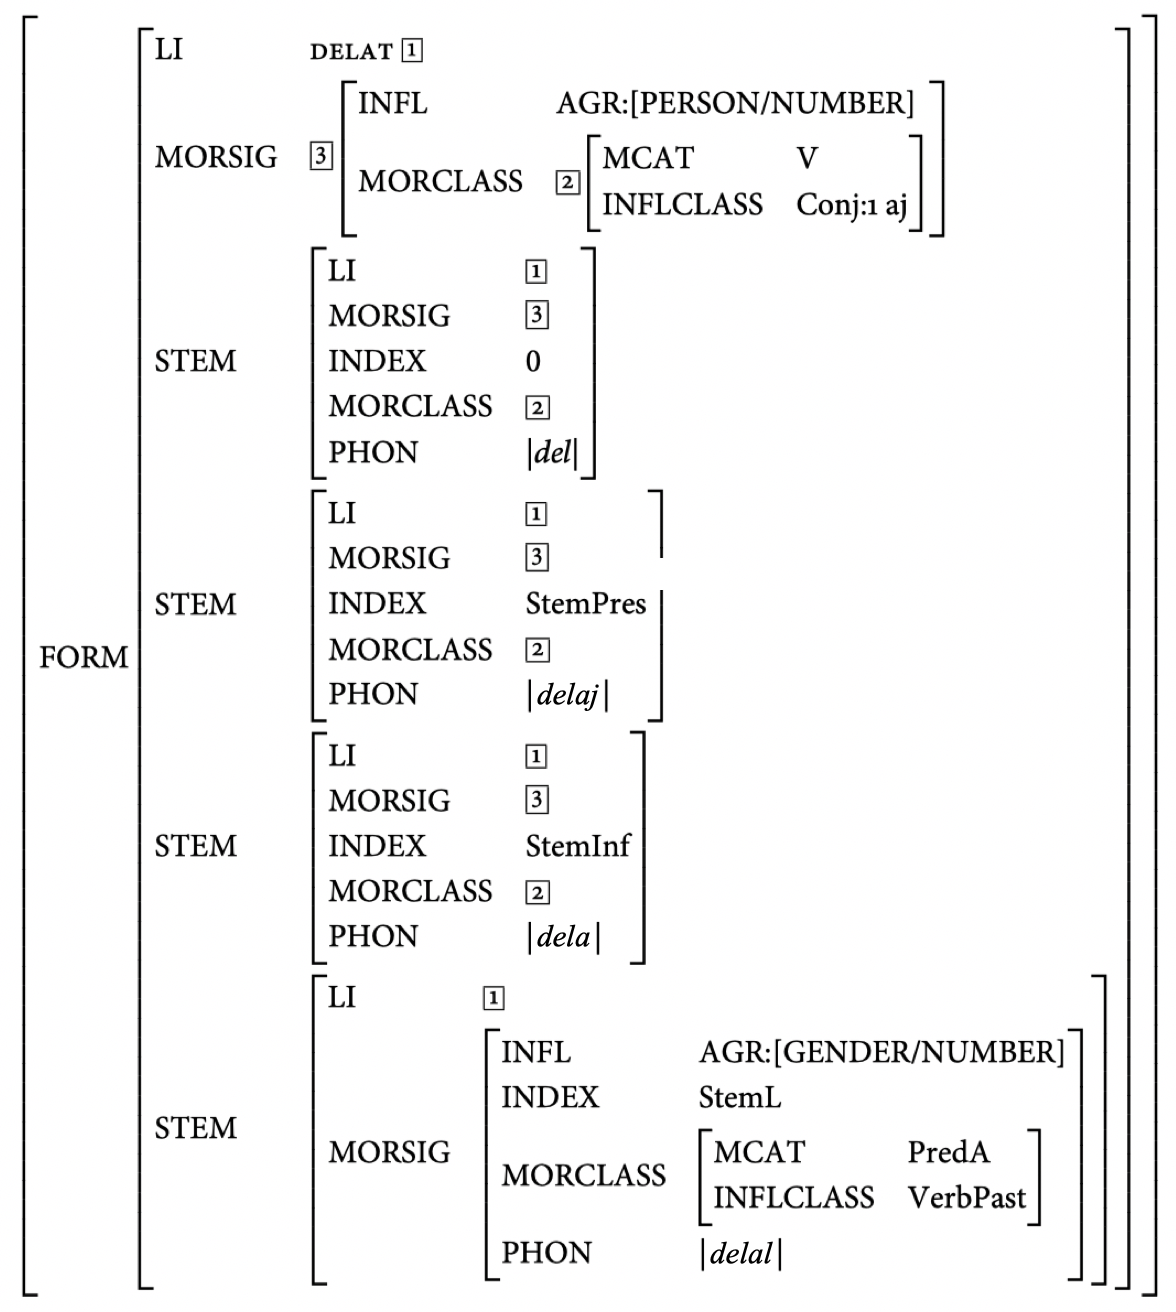 LI DELAT 1
INFL AGR:[PERSON/NUMBER]
MORSIG 3
MCAT V
MORCLASS 2
INFLCLASS Conj:1 aj
LI 1
MORSIG 3
STEM INDEX 0
MORCLASS 2
PHON |del|
LI 1
MORSIG 3
STEM INDEX StemPres
FORM MORCLASS 2
PHON |delaj|
LI 1
MORSIG 3
STEM INDEX StemInf
MORCLASS 2
PHON |dela|
LI 1
INFL AGR:[GENDER/NUMBER]
INDEX StemL
STEM
MORSIG MCAT PredA
MORCLASS
INFLCLASS VerbPast
PHON |delal|